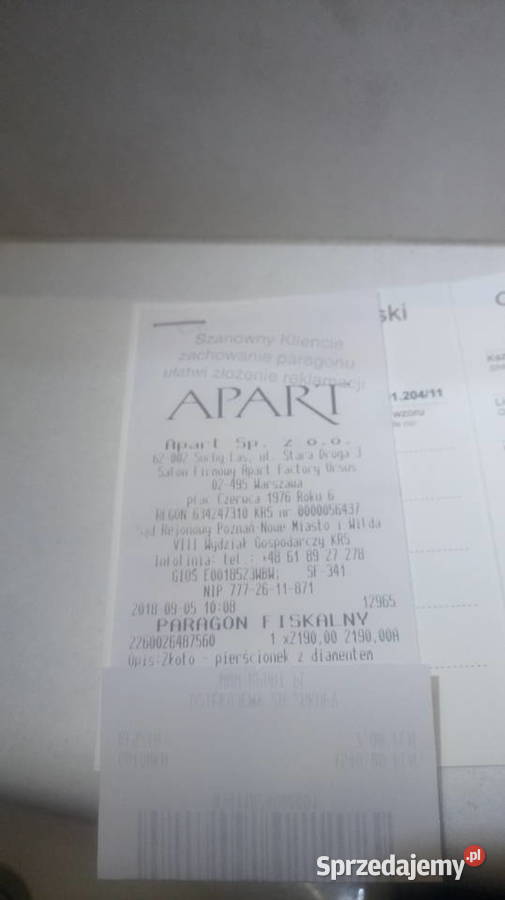 Szanowny Kliencie
zachowanie paragonu
ułatwi złożenie reklamacji
APART
Apart Sp. z o.o.
62-002 Suchy Las, ul. Stara Droga 3
Salon Firmowy Apart Factory Ursus
02-495 Warszawa
plac Czerwca 1976 Roku 6
REGON 634247310 KRS nr 0000056437
Sąd Rejonowy Poznań-Nowe Miasto i Wilda
VIII Wydział Gospodarczy KRS
Infolinia: tel.: +48 61 89 27 278
GIOŚ E0018523WBW; SF-341
NIP 777-26-11-871
2018-09-05 10:08 12965
PARAGON FISKALNY
2260026487560 1 x2190,00 2190,00A
Opis:Złoto - pierścionek z diamentem
ski
1.204/11
wzoru
Sprzedajemy.pl